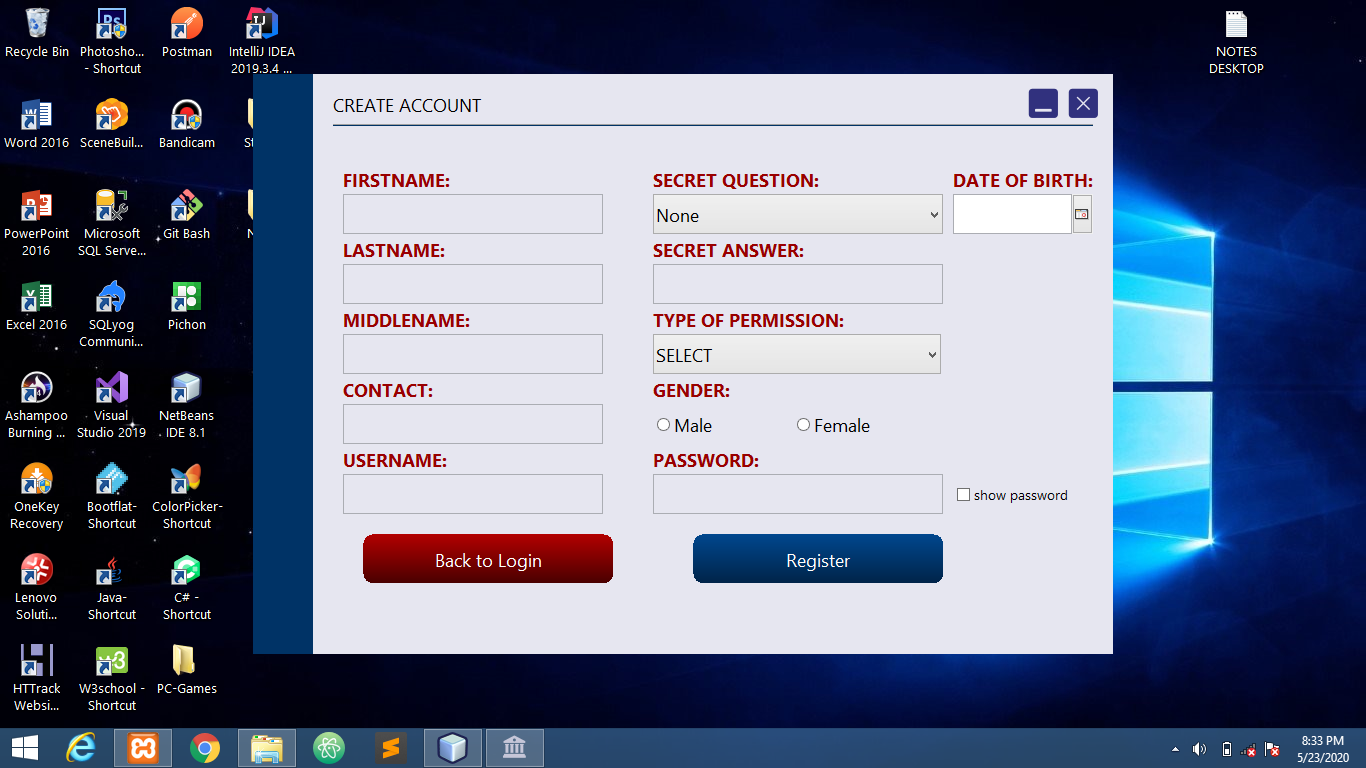 Recycle Bin
Photosho...
- Shortcut
Postman
IntelliJ IDEA
2019.3.4 ...
NOTES
DESKTOP
Word 2016
SceneBuil...
Bandicam
PowerPoint
2016
Microsoft
SQL Serve...
Git Bash
Excel 2016
SQLyog
Communi...
Pichon
Ashampoo
Burning ...
Visual
Studio 2019
NetBeans
IDE 8.1
OneKey
Recovery
Bootflat-
Shortcut
ColorPicker-
Shortcut
Lenovo
Soluti...
Java-
Shortcut
C# -
Shortcut
HTTrack
Websi...
W3school -
Shortcut
PC-Games
CREATE ACCOUNT
FIRSTNAME:
SECRET QUESTION:
DATE OF BIRTH:
None
LASTNAME:
SECRET ANSWER:
MIDDLENAME:
TYPE OF PERMISSION:
SELECT
CONTACT:
GENDER:
Male
Female
USERNAME:
PASSWORD:
show password
Back to Login
Register
8:33 PM
5/23/2020